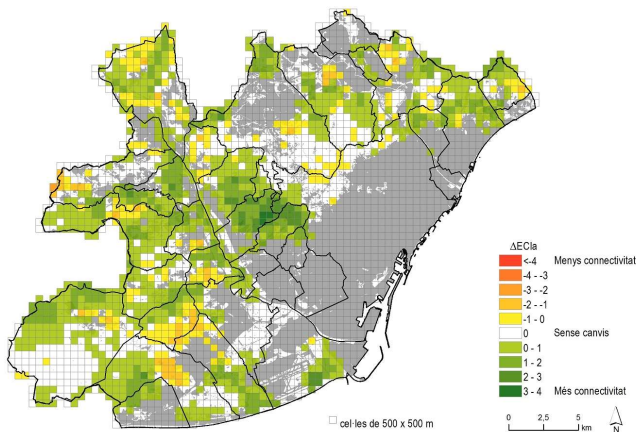 ΔECIa
<-4 Menys connectivitat
-4 - -3
-3 - -2
-2 - -1
-1 - 0
0 Sense canvis
0 - 1
1 - 2
2 - 3
3 - 4 Més connectivitat
cel·les de 500 x 500 m
0 2,5 5
km
N